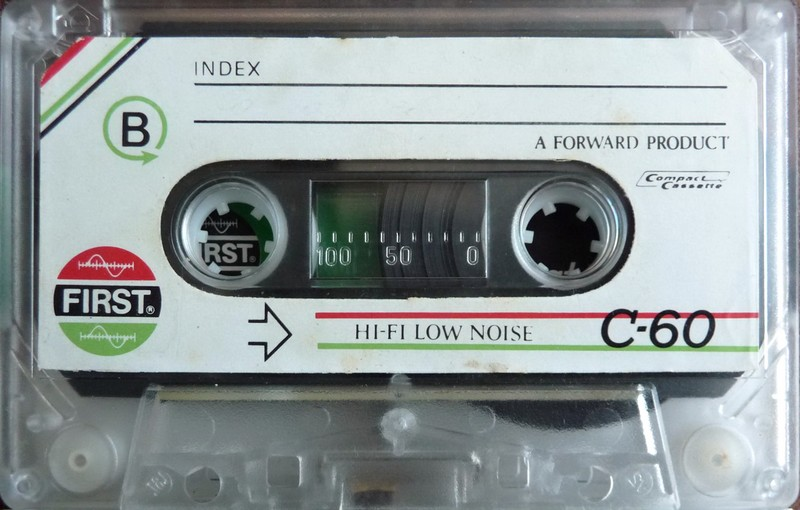 INDEX
B
A FORWARD PRODUCT
Compact
Cassette
RST.
100 50 0
FIRST.®
HI-FI LOW NOISE
C-60